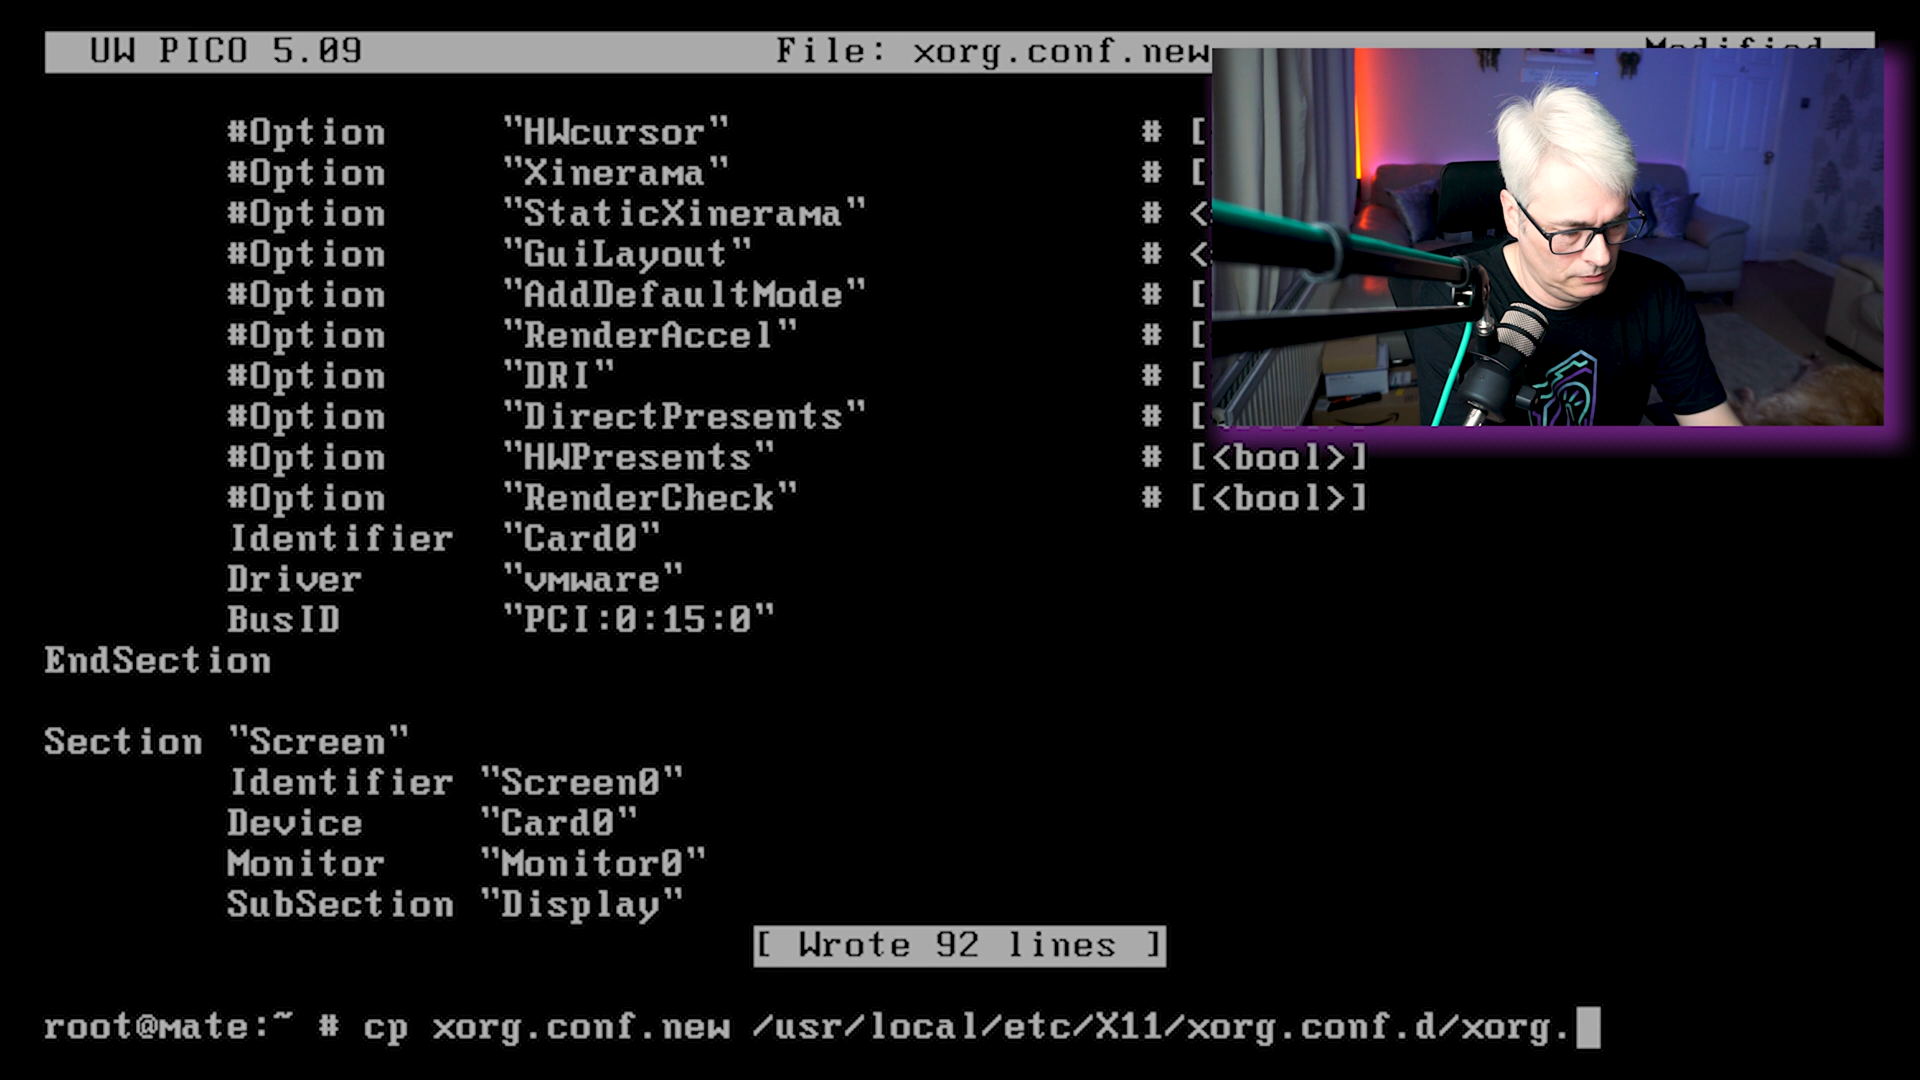 UW PICO 5.09 File: xorg.conf.new Modified
#Option "HWcursor" # [
#Option "Xinerama" # [
#Option "StaticXinerama" # <
#Option "GuiLayout" # <
#Option "AddDefaultMode" # [
#Option "RenderAccel" # [
#Option "DRI" # [
#Option "DirectPresents" # [
#Option "HWPresents" # [<bool>]
#Option "RenderCheck" # [<bool>]
Identifier "Card0"
Driver "vmware"
BusID "PCI:0:15:0"
EndSection
Section "Screen"
Identifier "Screen0"
Device "Card0"
Monitor "Monitor0"
SubSection "Display"
[ Wrote 92 lines ]
root@mate:~ # cp xorg.conf.new /usr/local/etc/X11/xorg.conf.d/xorg.